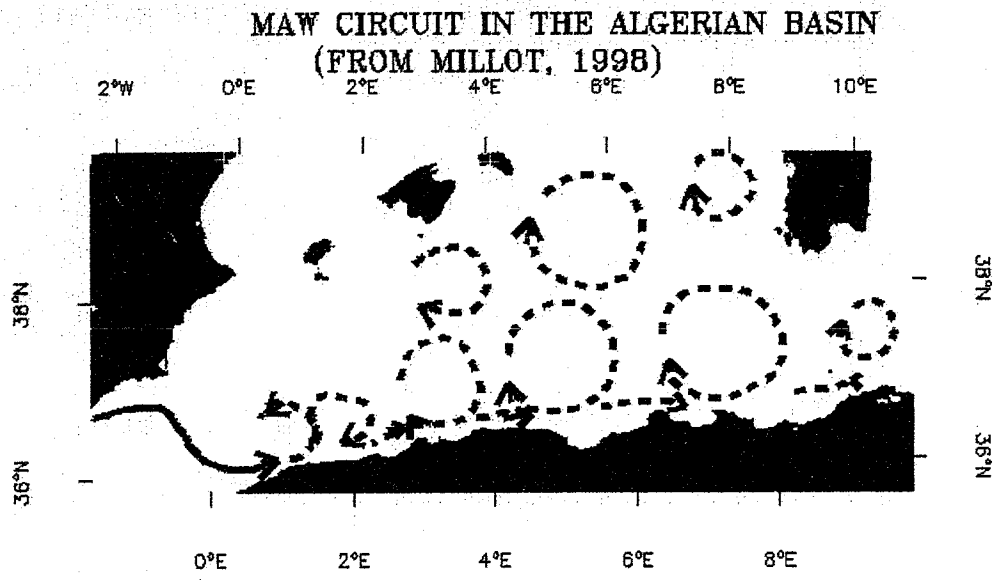 MAW CIRCUIT IN THE ALGERIAN BASIN
(FROM MILLOT, 1998)
2°W 0°E 2°E 4°E 6°E 8°E 10°E
38°N 38°N
36°N 36°N
0°E 2°E 4°E 6°E 8°E